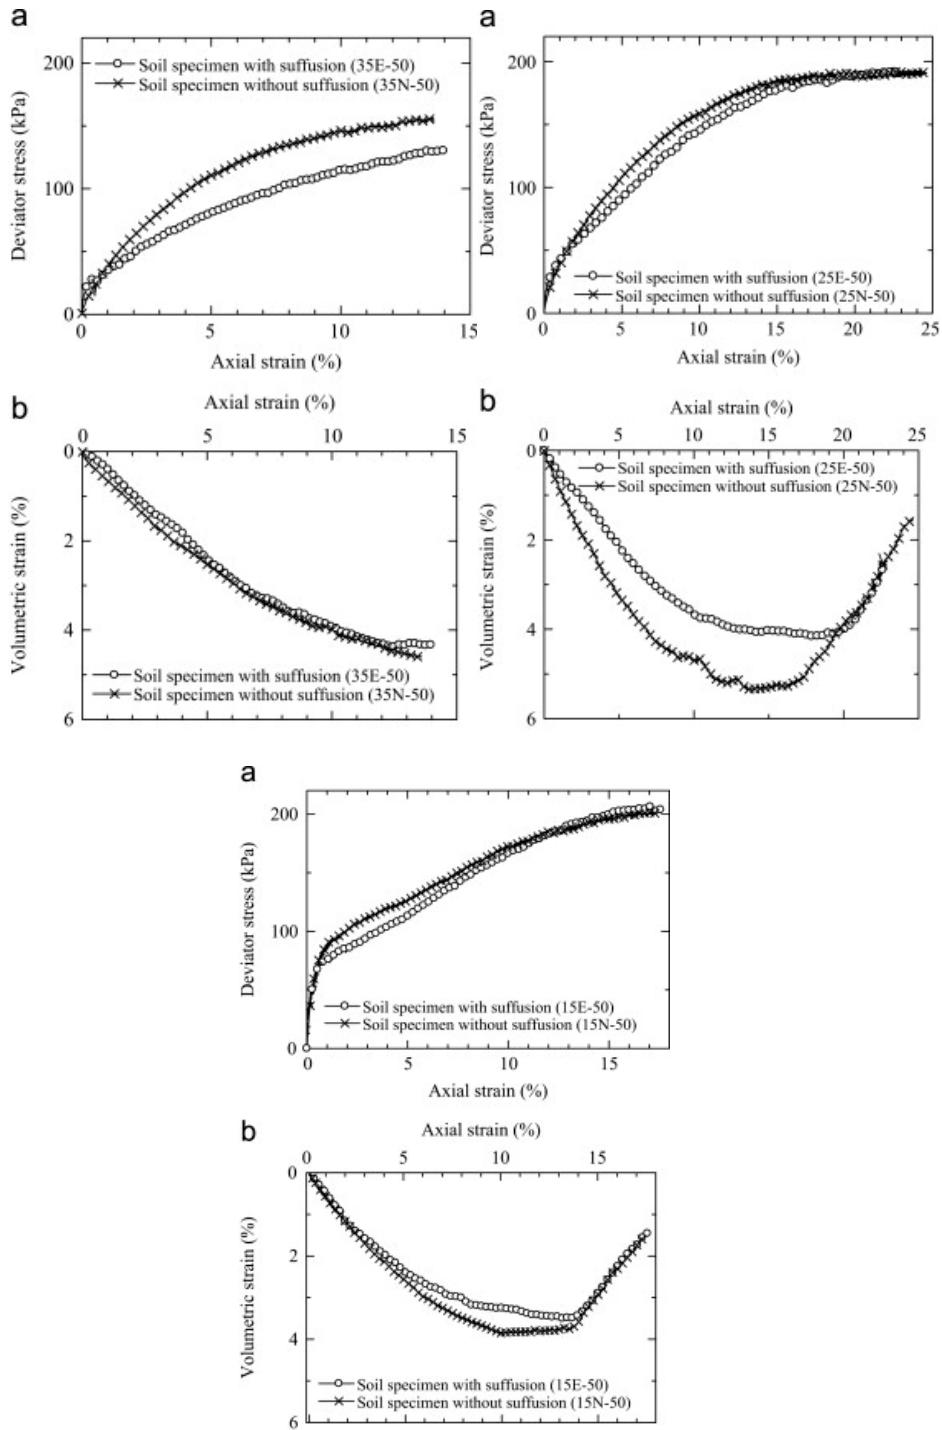 a
200
100
0
Deviator stress (kPa)
Soil specimen with suffusion (35E-50)
Soil specimen without suffusion (35N-50)
0 5 10 15
Axial strain (%)
a
200
100
0
Deviator stress (kPa)
Soil specimen with suffusion (25E-50)
Soil specimen without suffusion (25N-50)
0 5 10 15 20 25
Axial strain (%)
b
Axial strain (%)
0 5 10 15
0
2
4
6
Volumetric strain (%)
Soil specimen with suffusion (35E-50)
Soil specimen without suffusion (35N-50)
b
Axial strain (%)
0 5 10 15 20 25
0
2
4
6
Volumetric strain (%)
Soil specimen with suffusion (25E-50)
Soil specimen without suffusion (25N-50)
a
200
100
0
Deviator stress (kPa)
Soil specimen with suffusion (15E-50)
Soil specimen without suffusion (15N-50)
0 5 10 15
Axial strain (%)
b
Axial strain (%)
0 5 10 15
0
2
4
6
Volumetric strain (%)
Soil specimen with suffusion (15E-50)
Soil specimen without suffusion (15N-50)